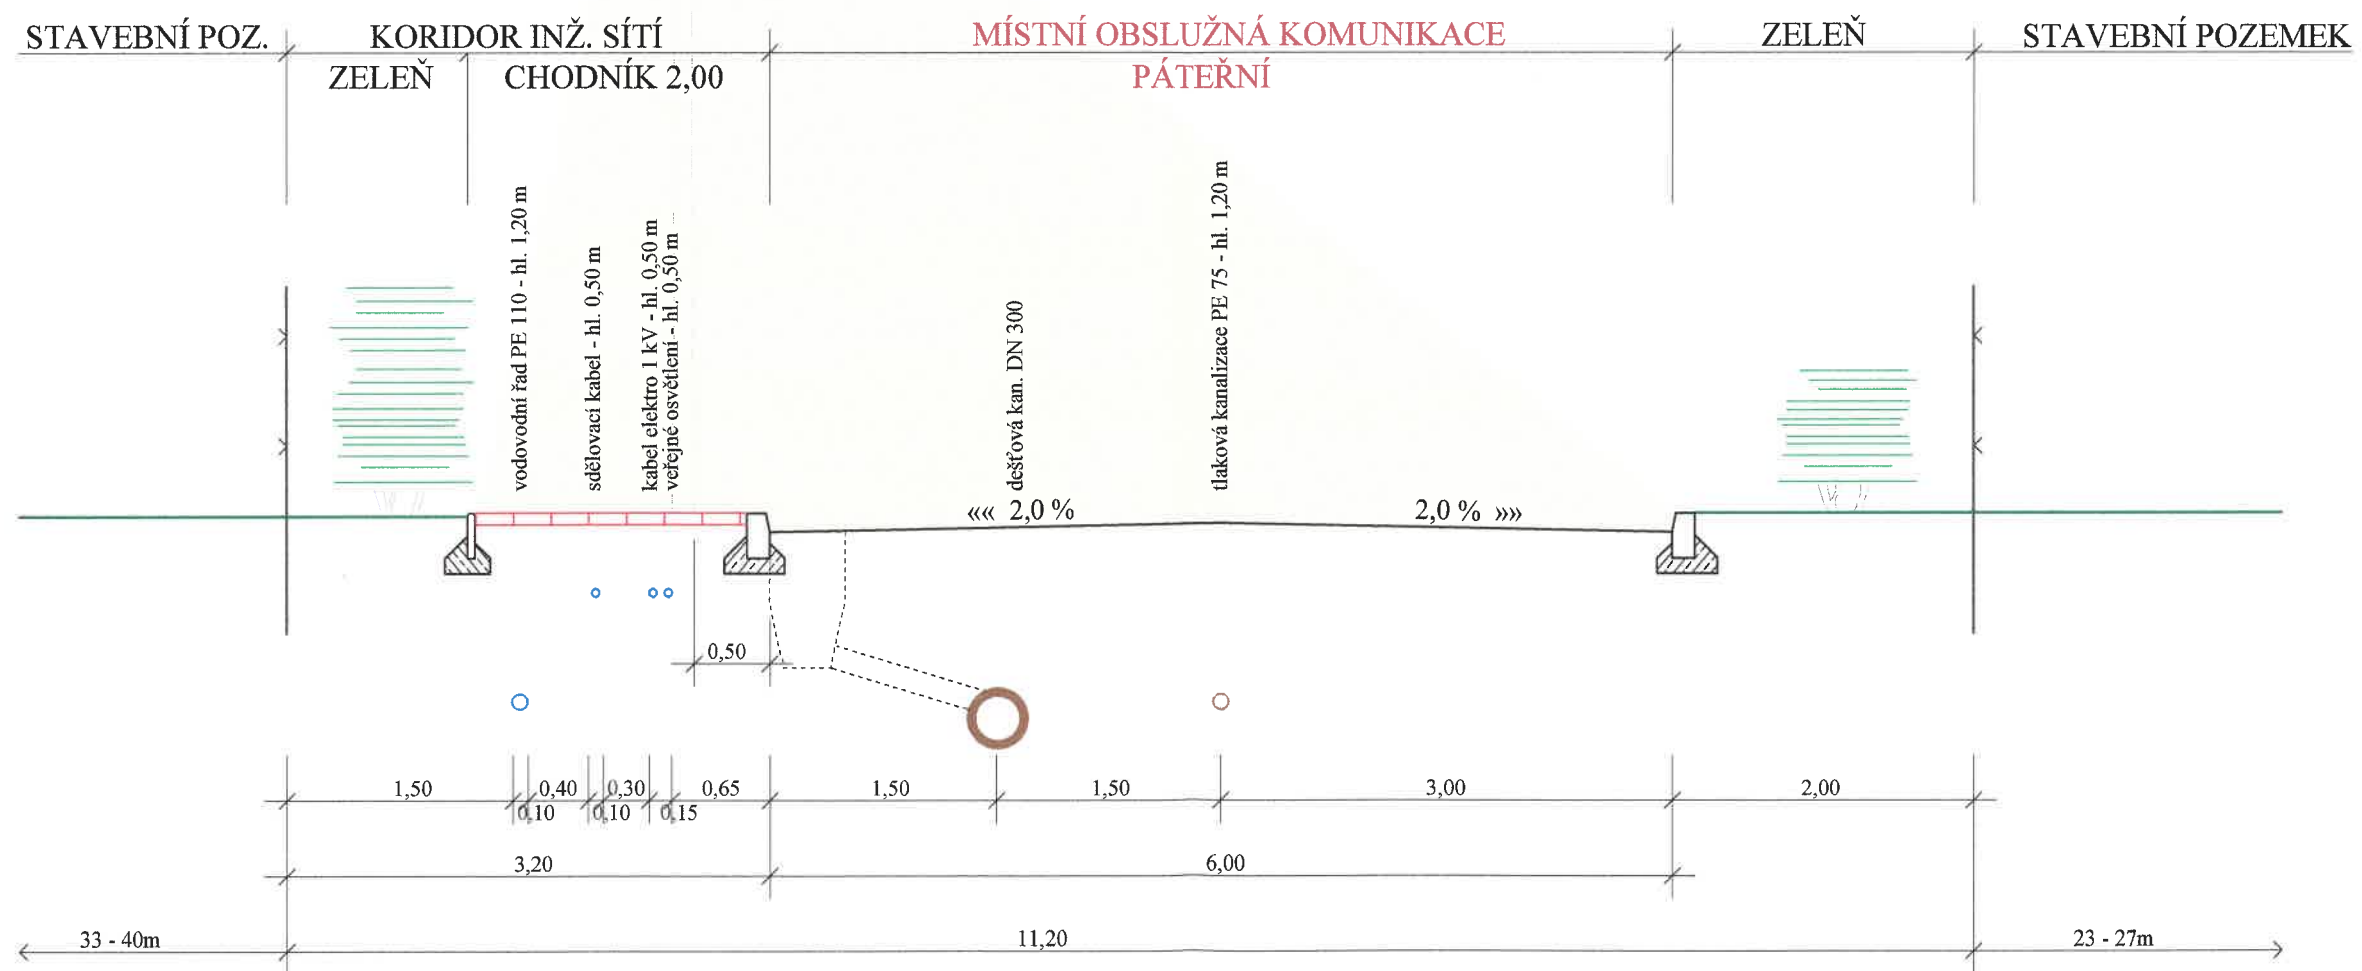 STAVEBNÍ POZ.
KORIDOR INŽ. SÍTÍ
MÍSTNÍ OBSLUŽNÁ KOMUNIKACE
ZELEŇ
STAVEBNÍ POZEMEK
ZELEŇ
CHODNÍK 2,00
PÁTEŘNÍ
vodovodní řad PE 110 - hl. 1,20 m
sdělovací kabel - hl. 0,50 m
kabel elektro 1 kV - hl. 0,50 m
veřejné osvětlení - hl. 0,50 m
dešťová kan. DN 300
tlaková kanalizace PE 75 - hl. 1,20 m
«« 2,0 %
2,0 % »»
0,50
1,50
0,40
0,30
0,65
1,50
1,50
3,00
2,00
0,10
0,10
0,15
3,20
6,00
33 - 40m
11,20
23 - 27m